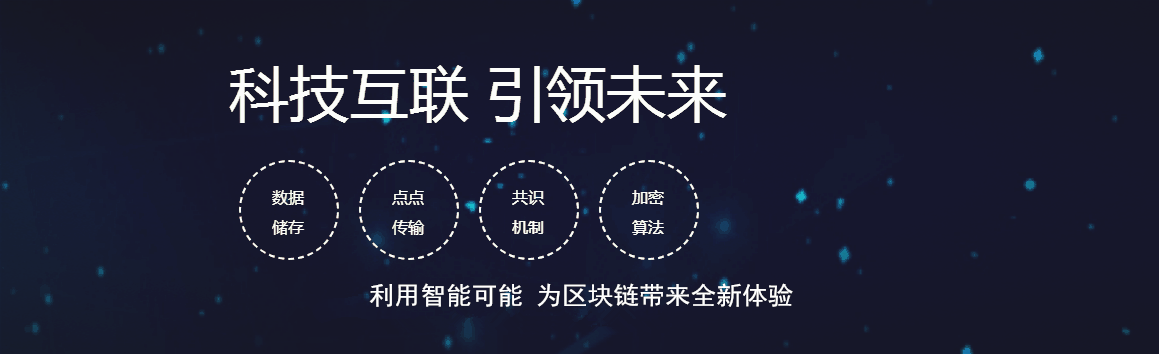 科技互联 引领未来
数据
储存
点点
传输
共识
机制
加密
算法
利用智能可能 为区块链带来全新体验